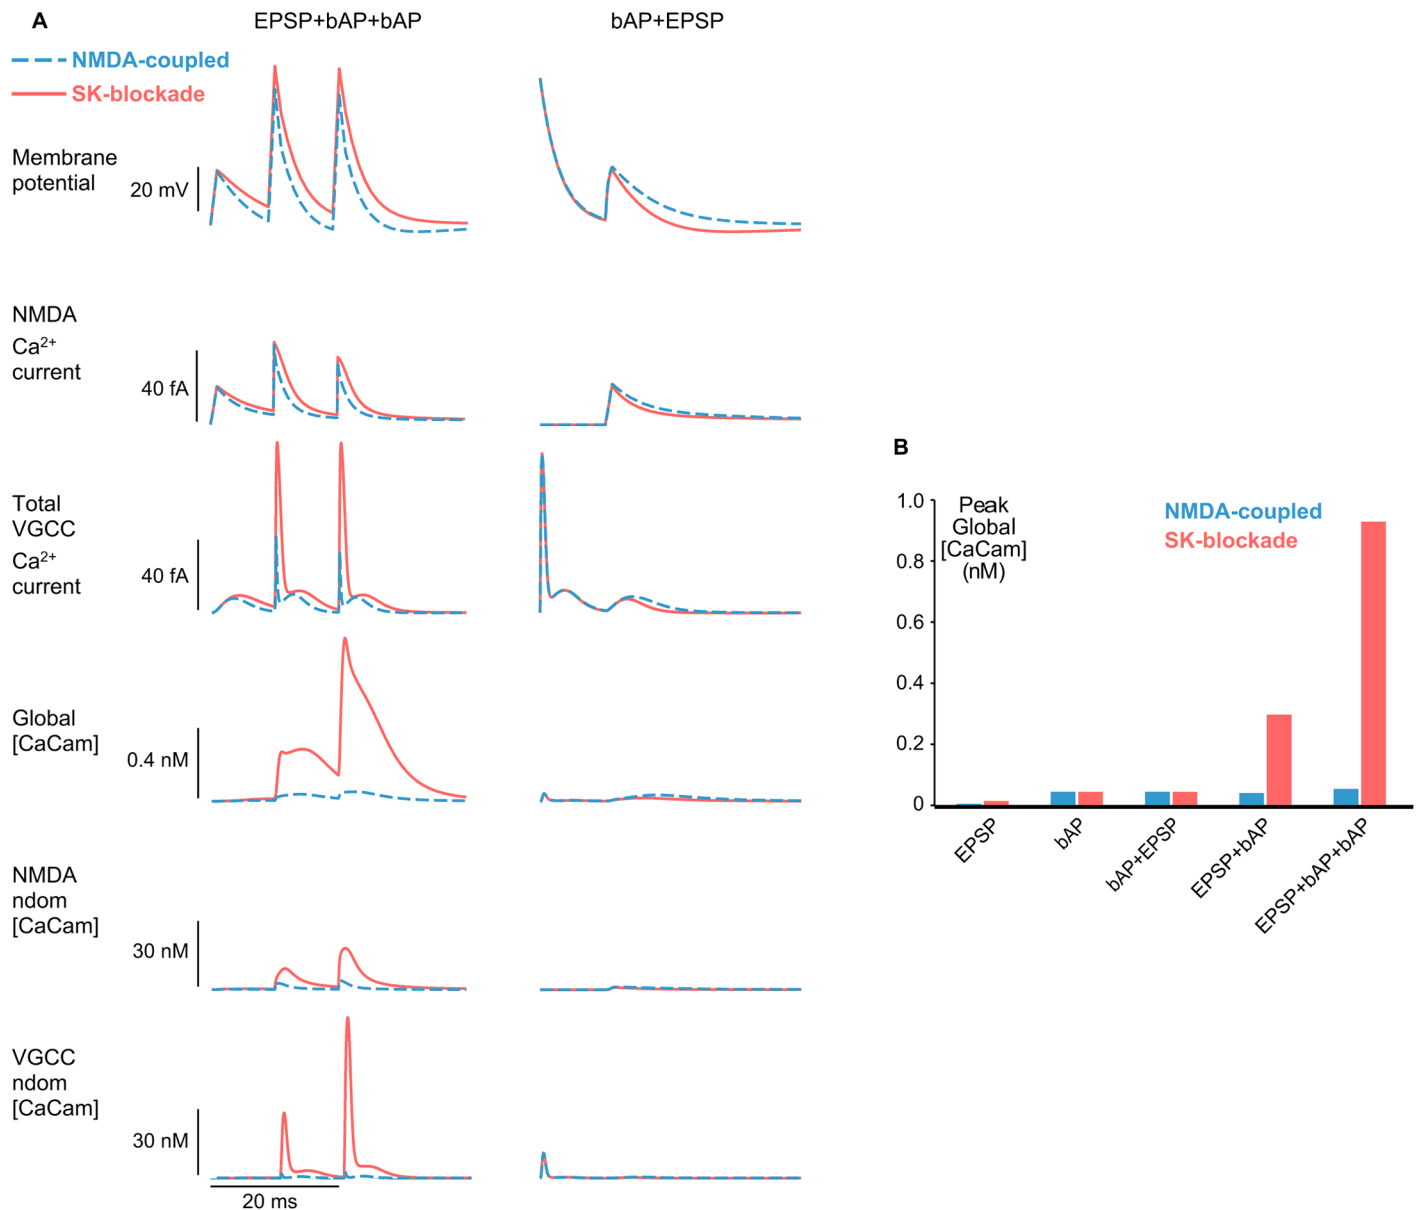 A
EPSP+bAP+bAP
bAP+EPSP
NMDA-coupled
SK-blockade
Membrane
potential
20 mV
NMDA
Ca²⁺
current
40 fA
Total
VGCC
Ca²⁺
current
40 fA
Global
[CaCam]
0.4 nM
NMDA
ndom
[CaCam]
30 nM
VGCC
ndom
[CaCam]
30 nM
20 ms
B
Peak
Global
[CaCam]
(nM)
NMDA-coupled
SK-blockade
1.0
0.8
0.6
0.4
0.2
0
EPSP
bAP
bAP+EPSP
EPSP+bAP
EPSP+bAP+bAP